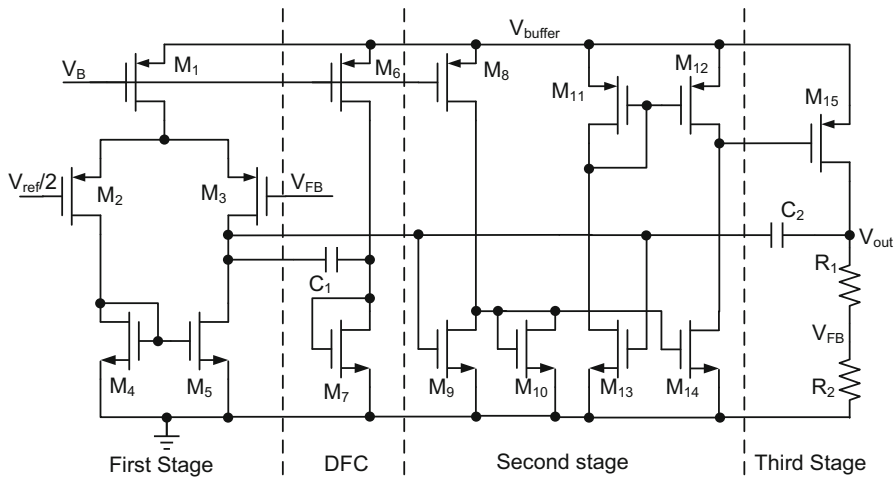 V_buffer
V_B
M_1
M_6
M_8
M_11
M_12
M_15
V_ref/2
M_2
M_3
V_FB
C_2
V_out
C_1
R_1
V_FB
R_2
M_4
M_5
M_7
M_9
M_10
M_13
M_14
First Stage
DFC
Second stage
Third Stage